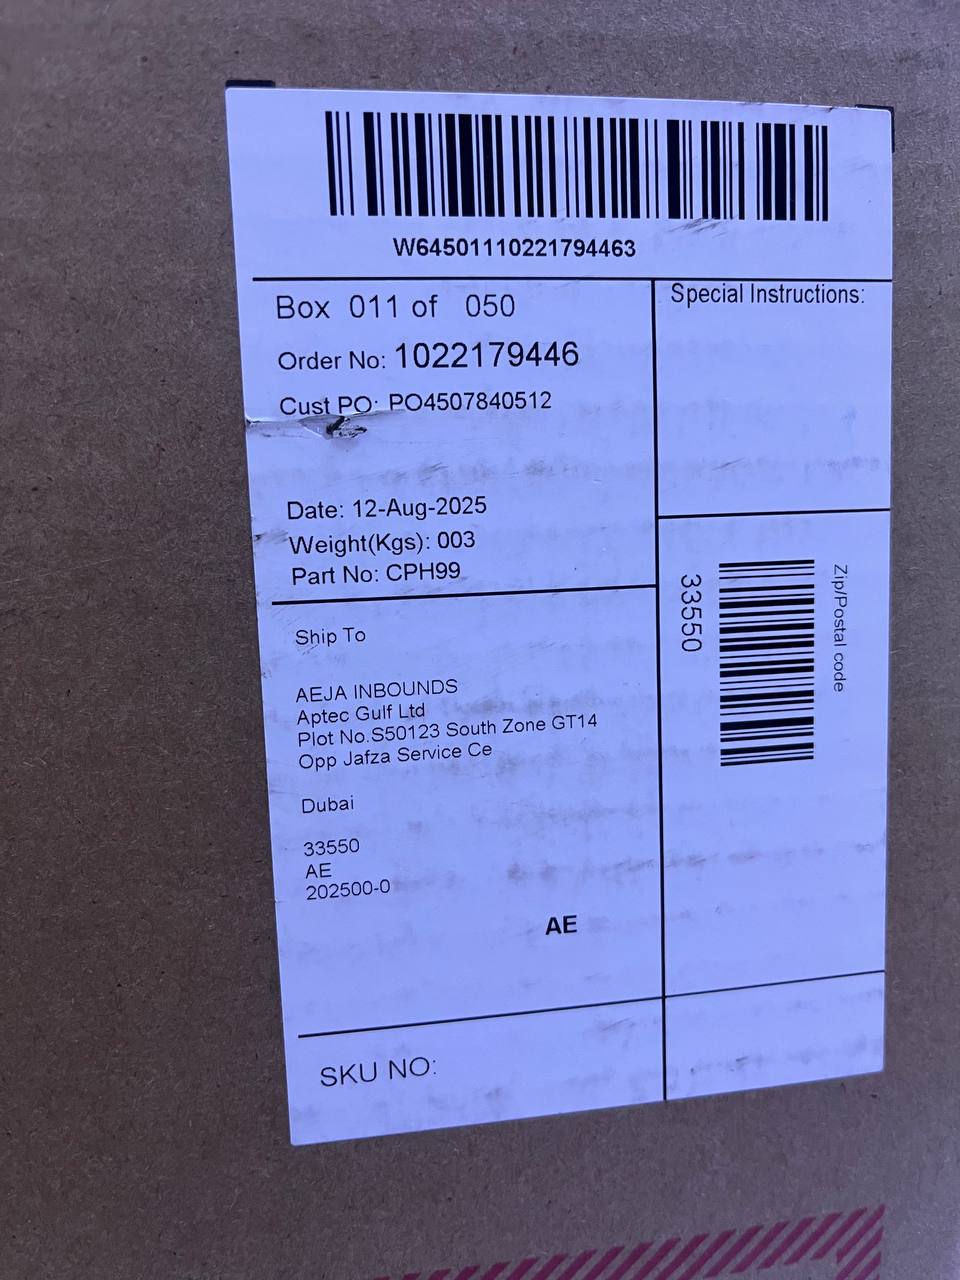 W64501110221794463
Box 011 of 050
Order No: 1022179446
Cust PO: PO4507840512
Date: 12-Aug-2025
Weight(Kgs): 003
Part No: CPH99
Special Instructions:
Zip/Postal code
33550
Ship To
AEJA INBOUNDS
Aptec Gulf Ltd
Plot No.S50123 South Zone GT14
Opp Jafza Service Ce
Dubai
33550
AE
202500-0
AE
SKU NO: